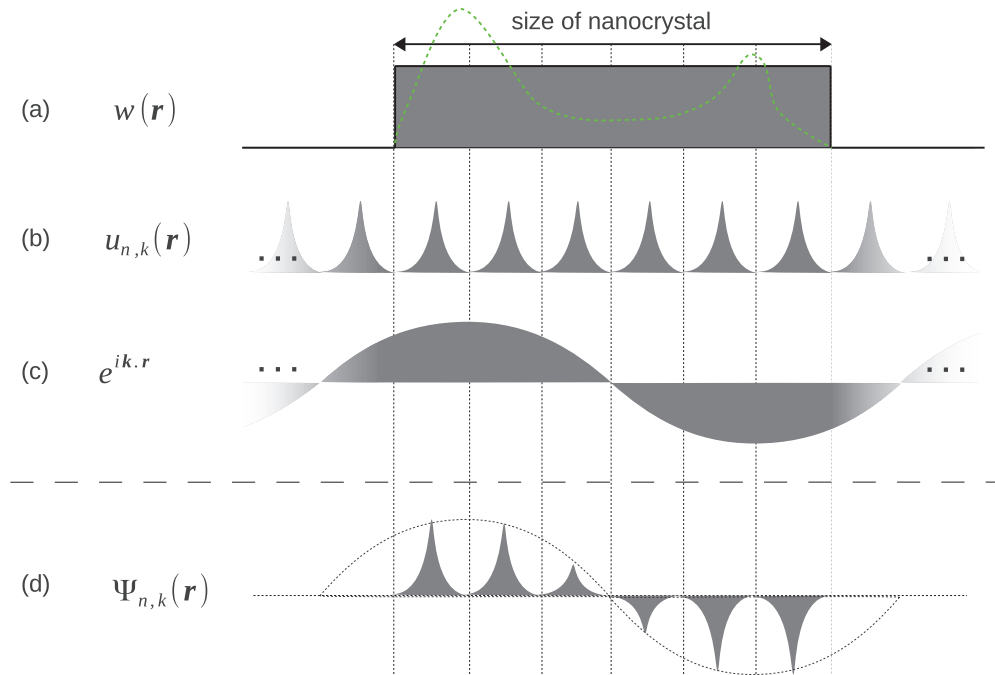 size of nanocrystal
(a) w(r)
(b) u_{n,k}(r)
...
...
(c) e^{ik.r}
...
...
(d) Ψ_{n,k}(r)